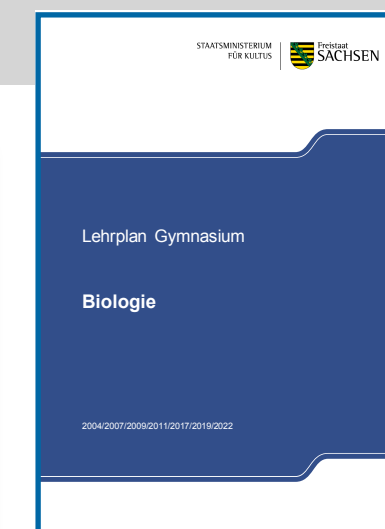 STAATSMINISTERIUM
FÜR KULTUS
Freistaat
SACHSEN
Lehrplan Gymnasium
Biologie
2004/2007/2009/2011/2017/2019/2022